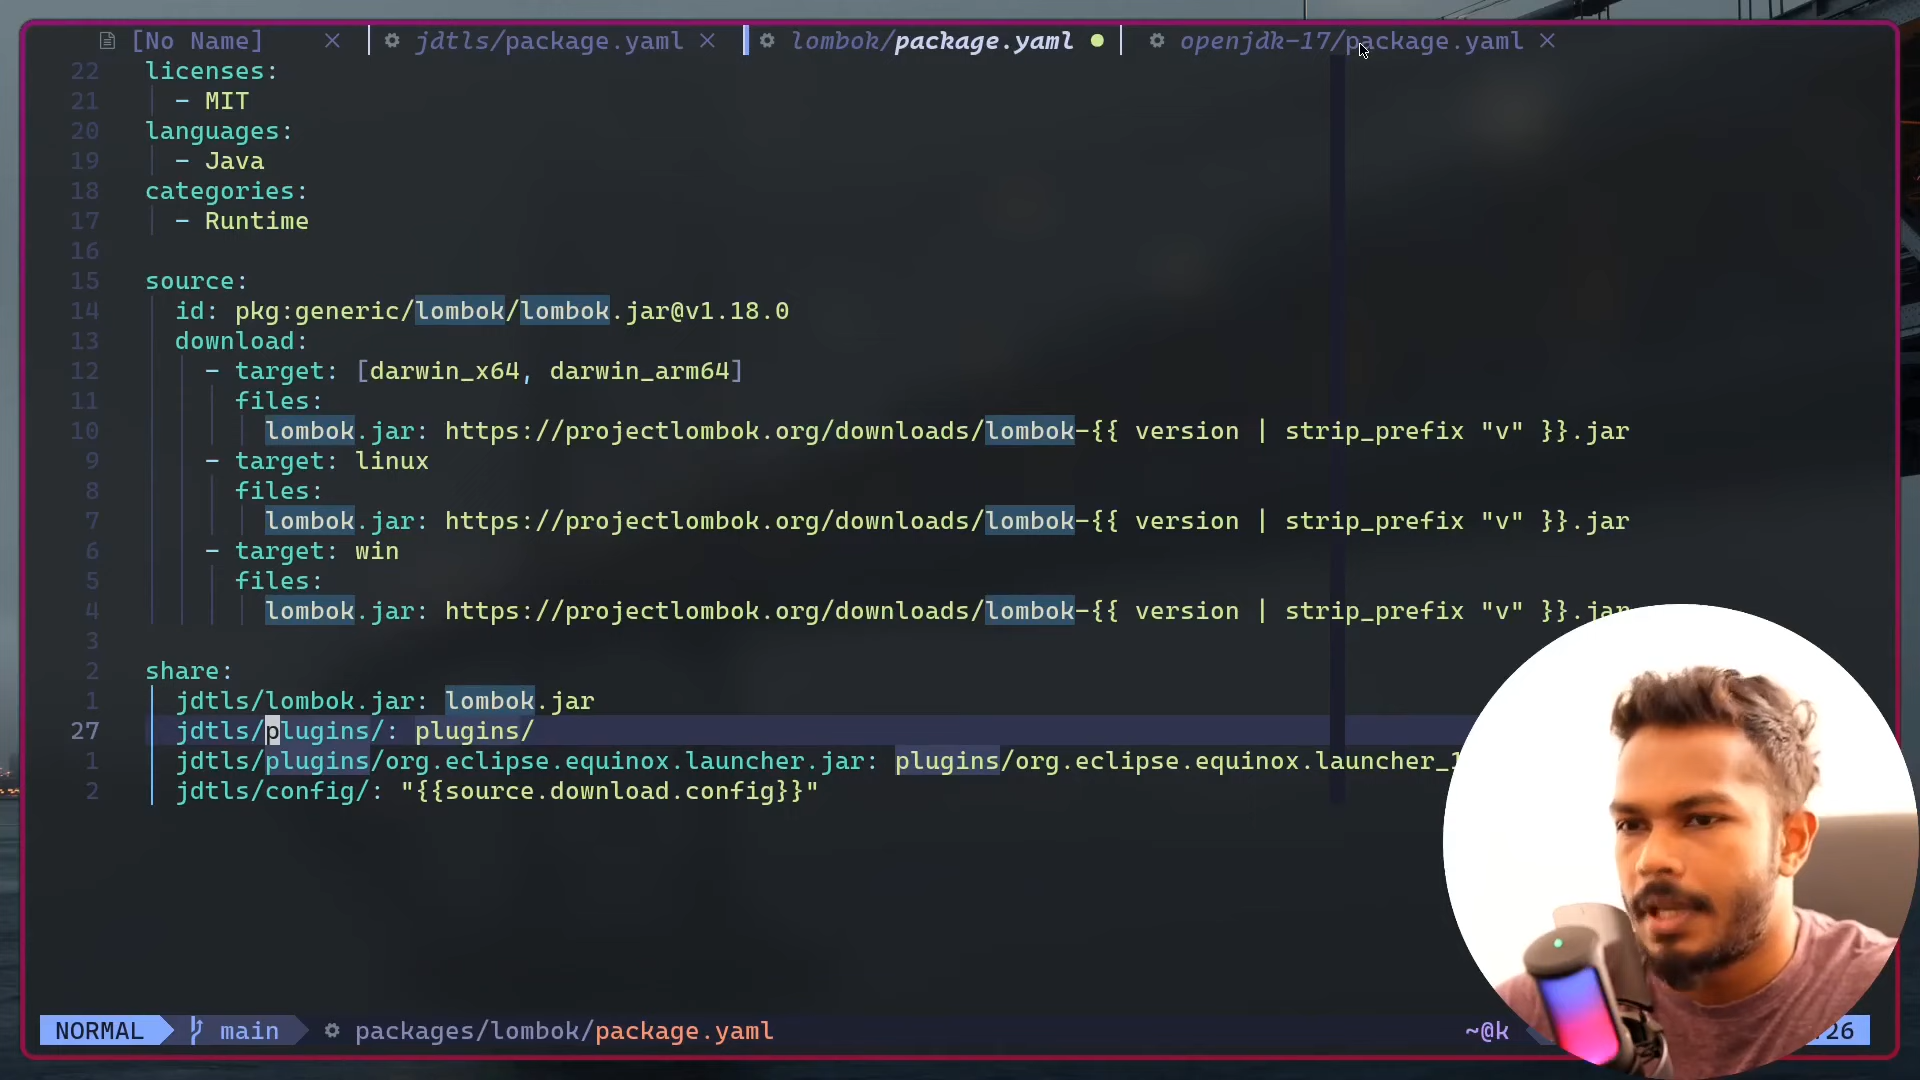 [No Name] × jdtls/package.yaml × lombok/package.yaml openjdk-17/package.yaml ×
22 licenses:
21 - MIT
20 languages:
19 - Java
18 categories:
17 - Runtime
16
15 source:
14 id: pkg:generic/lombok/lombok.jar@v1.18.0
13 download:
12 - target: [darwin_x64, darwin_arm64]
11 files:
10 lombok.jar: https://projectlombok.org/downloads/lombok-{{ version | strip_prefix "v" }}.jar
9 - target: linux
8 files:
7 lombok.jar: https://projectlombok.org/downloads/lombok-{{ version | strip_prefix "v" }}.jar
6 - target: win
5 files:
4 lombok.jar: https://projectlombok.org/downloads/lombok-{{ version | strip_prefix "v" }}.jar
3
2 share:
1 jdtls/lombok.jar: lombok.jar
27 jdtls/plugins/: plugins/
1 jdtls/plugins/org.eclipse.equinox.launcher.jar: plugins/org.eclipse.equinox.launcher_
2 jdtls/config/: "{{source.download.config}}"
NORMAL main packages/lombok/package.yaml ~@k 26